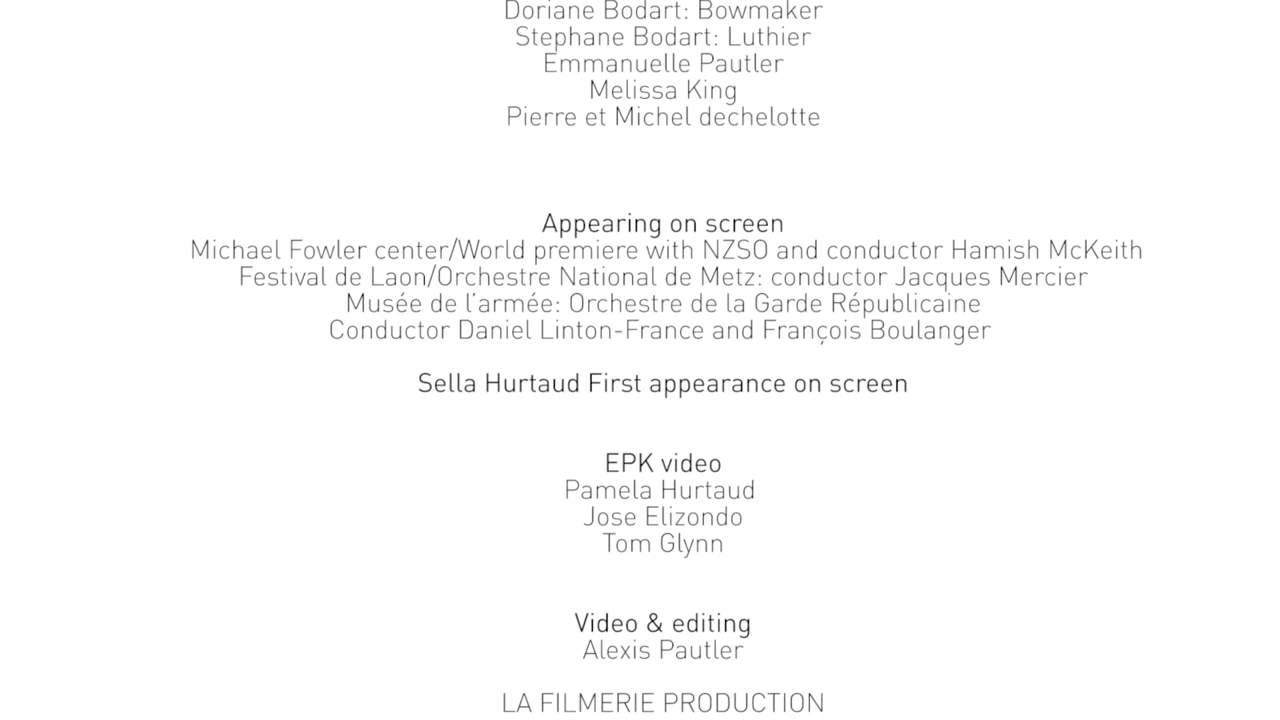 Doriane Bodart: Bowmaker
Stephane Bodart: Luthier
Emmanuelle Pautler
Melissa King
Pierre et Michel dechelotte
Appearing on screen
Michael Fowler center/World premiere with NZSO and conductor Hamish McKeith
Festival de Laon/Orchestre National de Metz: conductor Jacques Mercier
Musée de l'armée: Orchestre de la Garde Républicaine
Conductor Daniel Linton-France and François Boulanger
Sella Hurtaud First appearance on screen
EPK video
Pamela Hurtaud
Jose Elizondo
Tom Glynn
Video & editing
Alexis Pautler
LA FILMERIE PRODUCTION